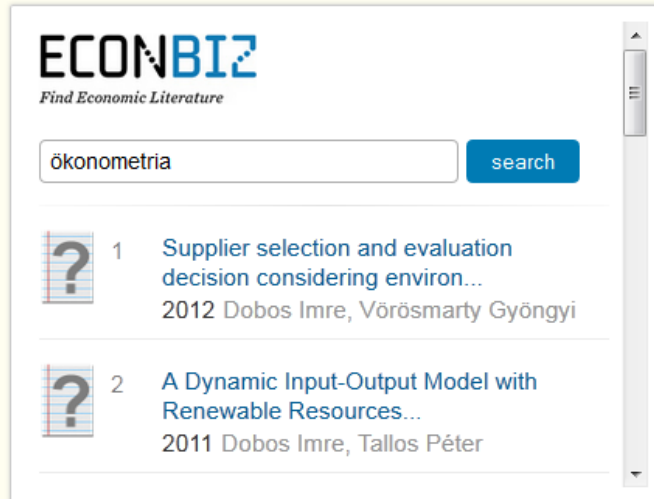 ECONBIZ
Find Economic Literature
ökonometria
search
1
Supplier selection and evaluation
decision considering environ...
2012 Dobos Imre, Vörösmarty Gyöngyi
2
A Dynamic Input-Output Model with
Renewable Resources...
2011 Dobos Imre, Tallos Péter